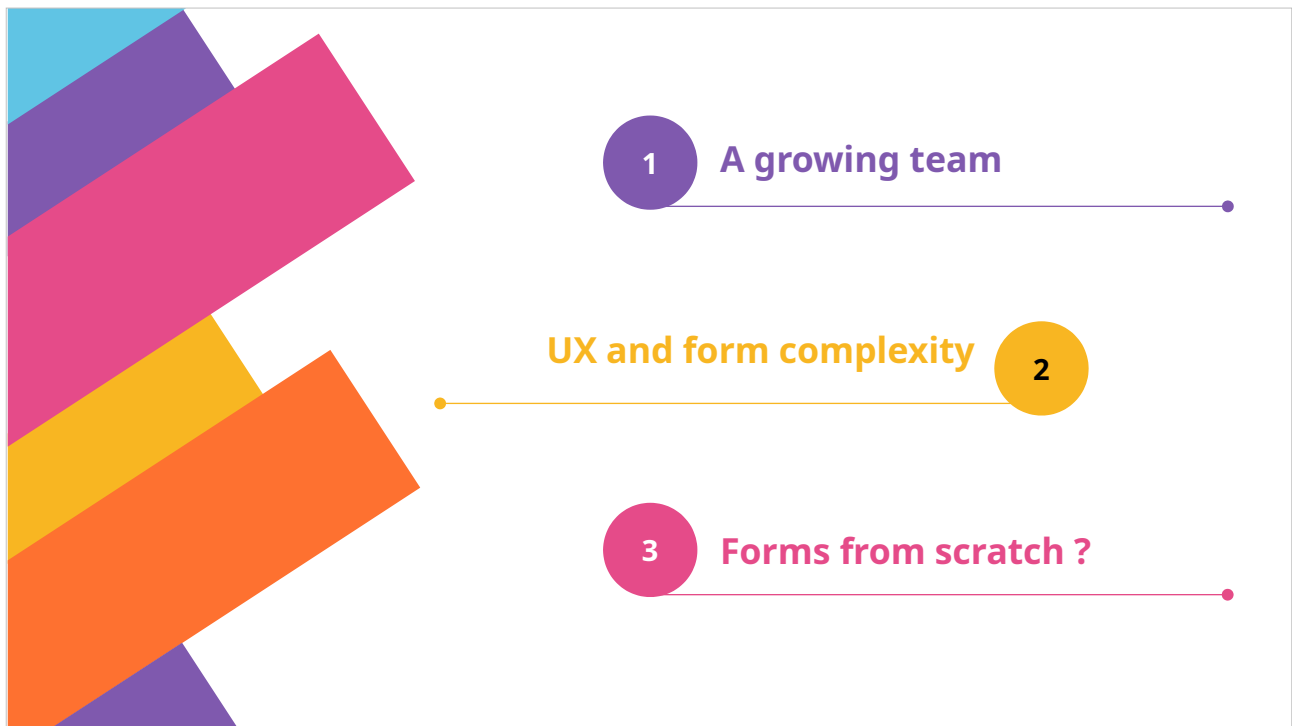 1 A growing team
UX and form complexity 2
3 Forms from scratch ?